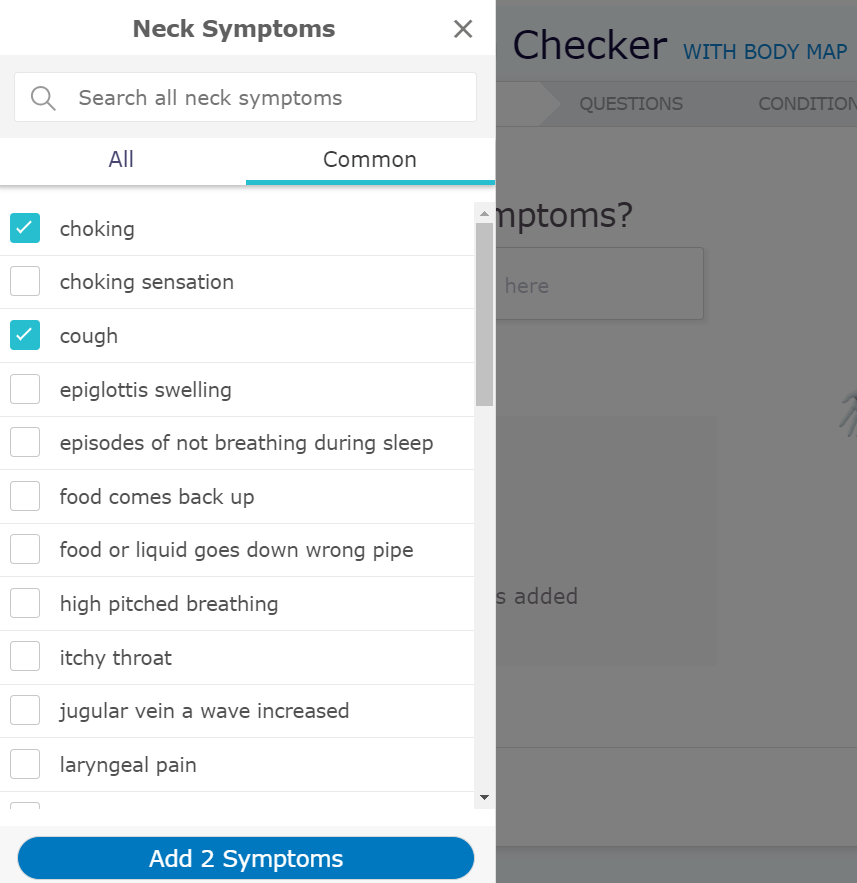 Neck Symptoms
Checker WITH BODY MAP
Search all neck symptoms
QUESTIONS
All
Common
choking
choking sensation
here
cough
epiglottis swelling
episodes of not breathing during sleep
food comes back up
food or liquid goes down wrong pipe
added
high pitched breathing
itchy throat
jugular vein a wave increased
laryngeal pain
Add 2 Symptoms